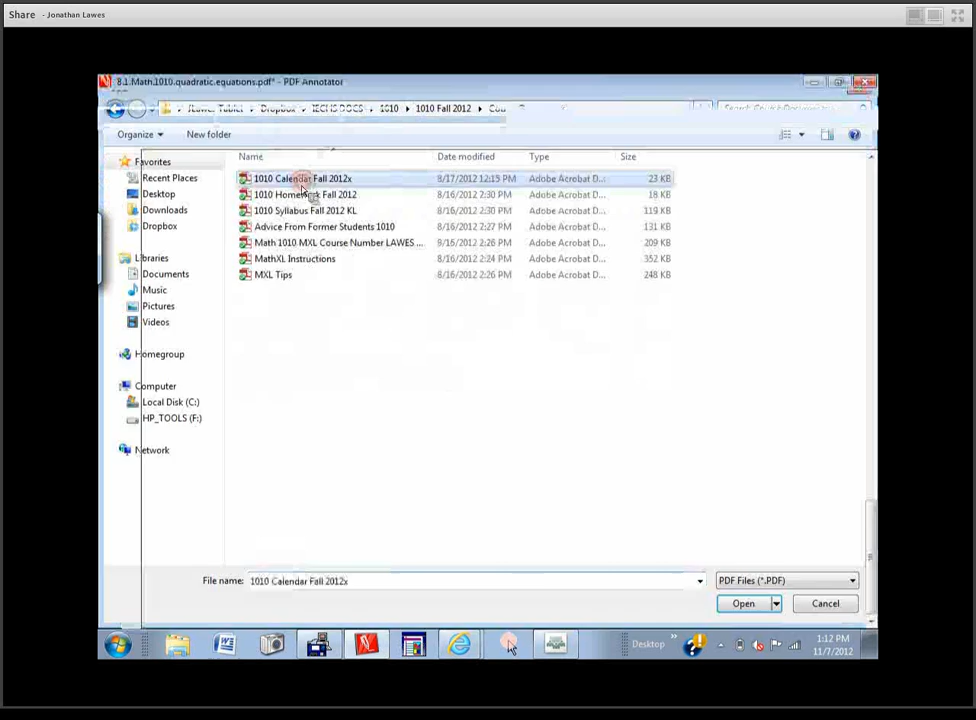 Share - Jonathan Lawes
8.1.Math.1010.quadratic.equations.pdf* - PDF Annotator
Dropbox ▸ TECHSDOCS ▸ 1010 ▸ 1010 Fall 2012 ▸ Cou
Organize New folder
Name Date modified Type Size
Favorites
Recent Places
Desktop
Downloads
Dropbox
Libraries
Documents
Music
Pictures
Videos
Homegroup
Computer
Local Disk (C:)
HP_TOOLS (F:)
Network
1010 Calendar Fall 2012x 8/17/2012 12:15 PM Adobe Acrobat D... 23 KB
1010 Homework Fall 2012 8/16/2012 2:30 PM Adobe Acrobat D... 18 KB
1010 Syllabus Fall 2012 KL 8/16/2012 2:30 PM Adobe Acrobat D... 119 KB
Advice From Former Students 1010 8/16/2012 2:27 PM Adobe Acrobat D... 131 KB
Math 1010 MXL Course Number LAWES ... 9/16/2012 2:26 PM Adobe Acrobat D... 209 KB
MathXL Instructions 8/16/2012 2:24 PM Adobe Acrobat D... 352 KB
MXL Tips 8/16/2012 2:26 PM Adobe Acrobat D... 248 KB
File name: 1010 Calendar Fall 2012x PDF Files (*.PDF)
Open Cancel
Desktop » 1:12 PM
11/7/2012